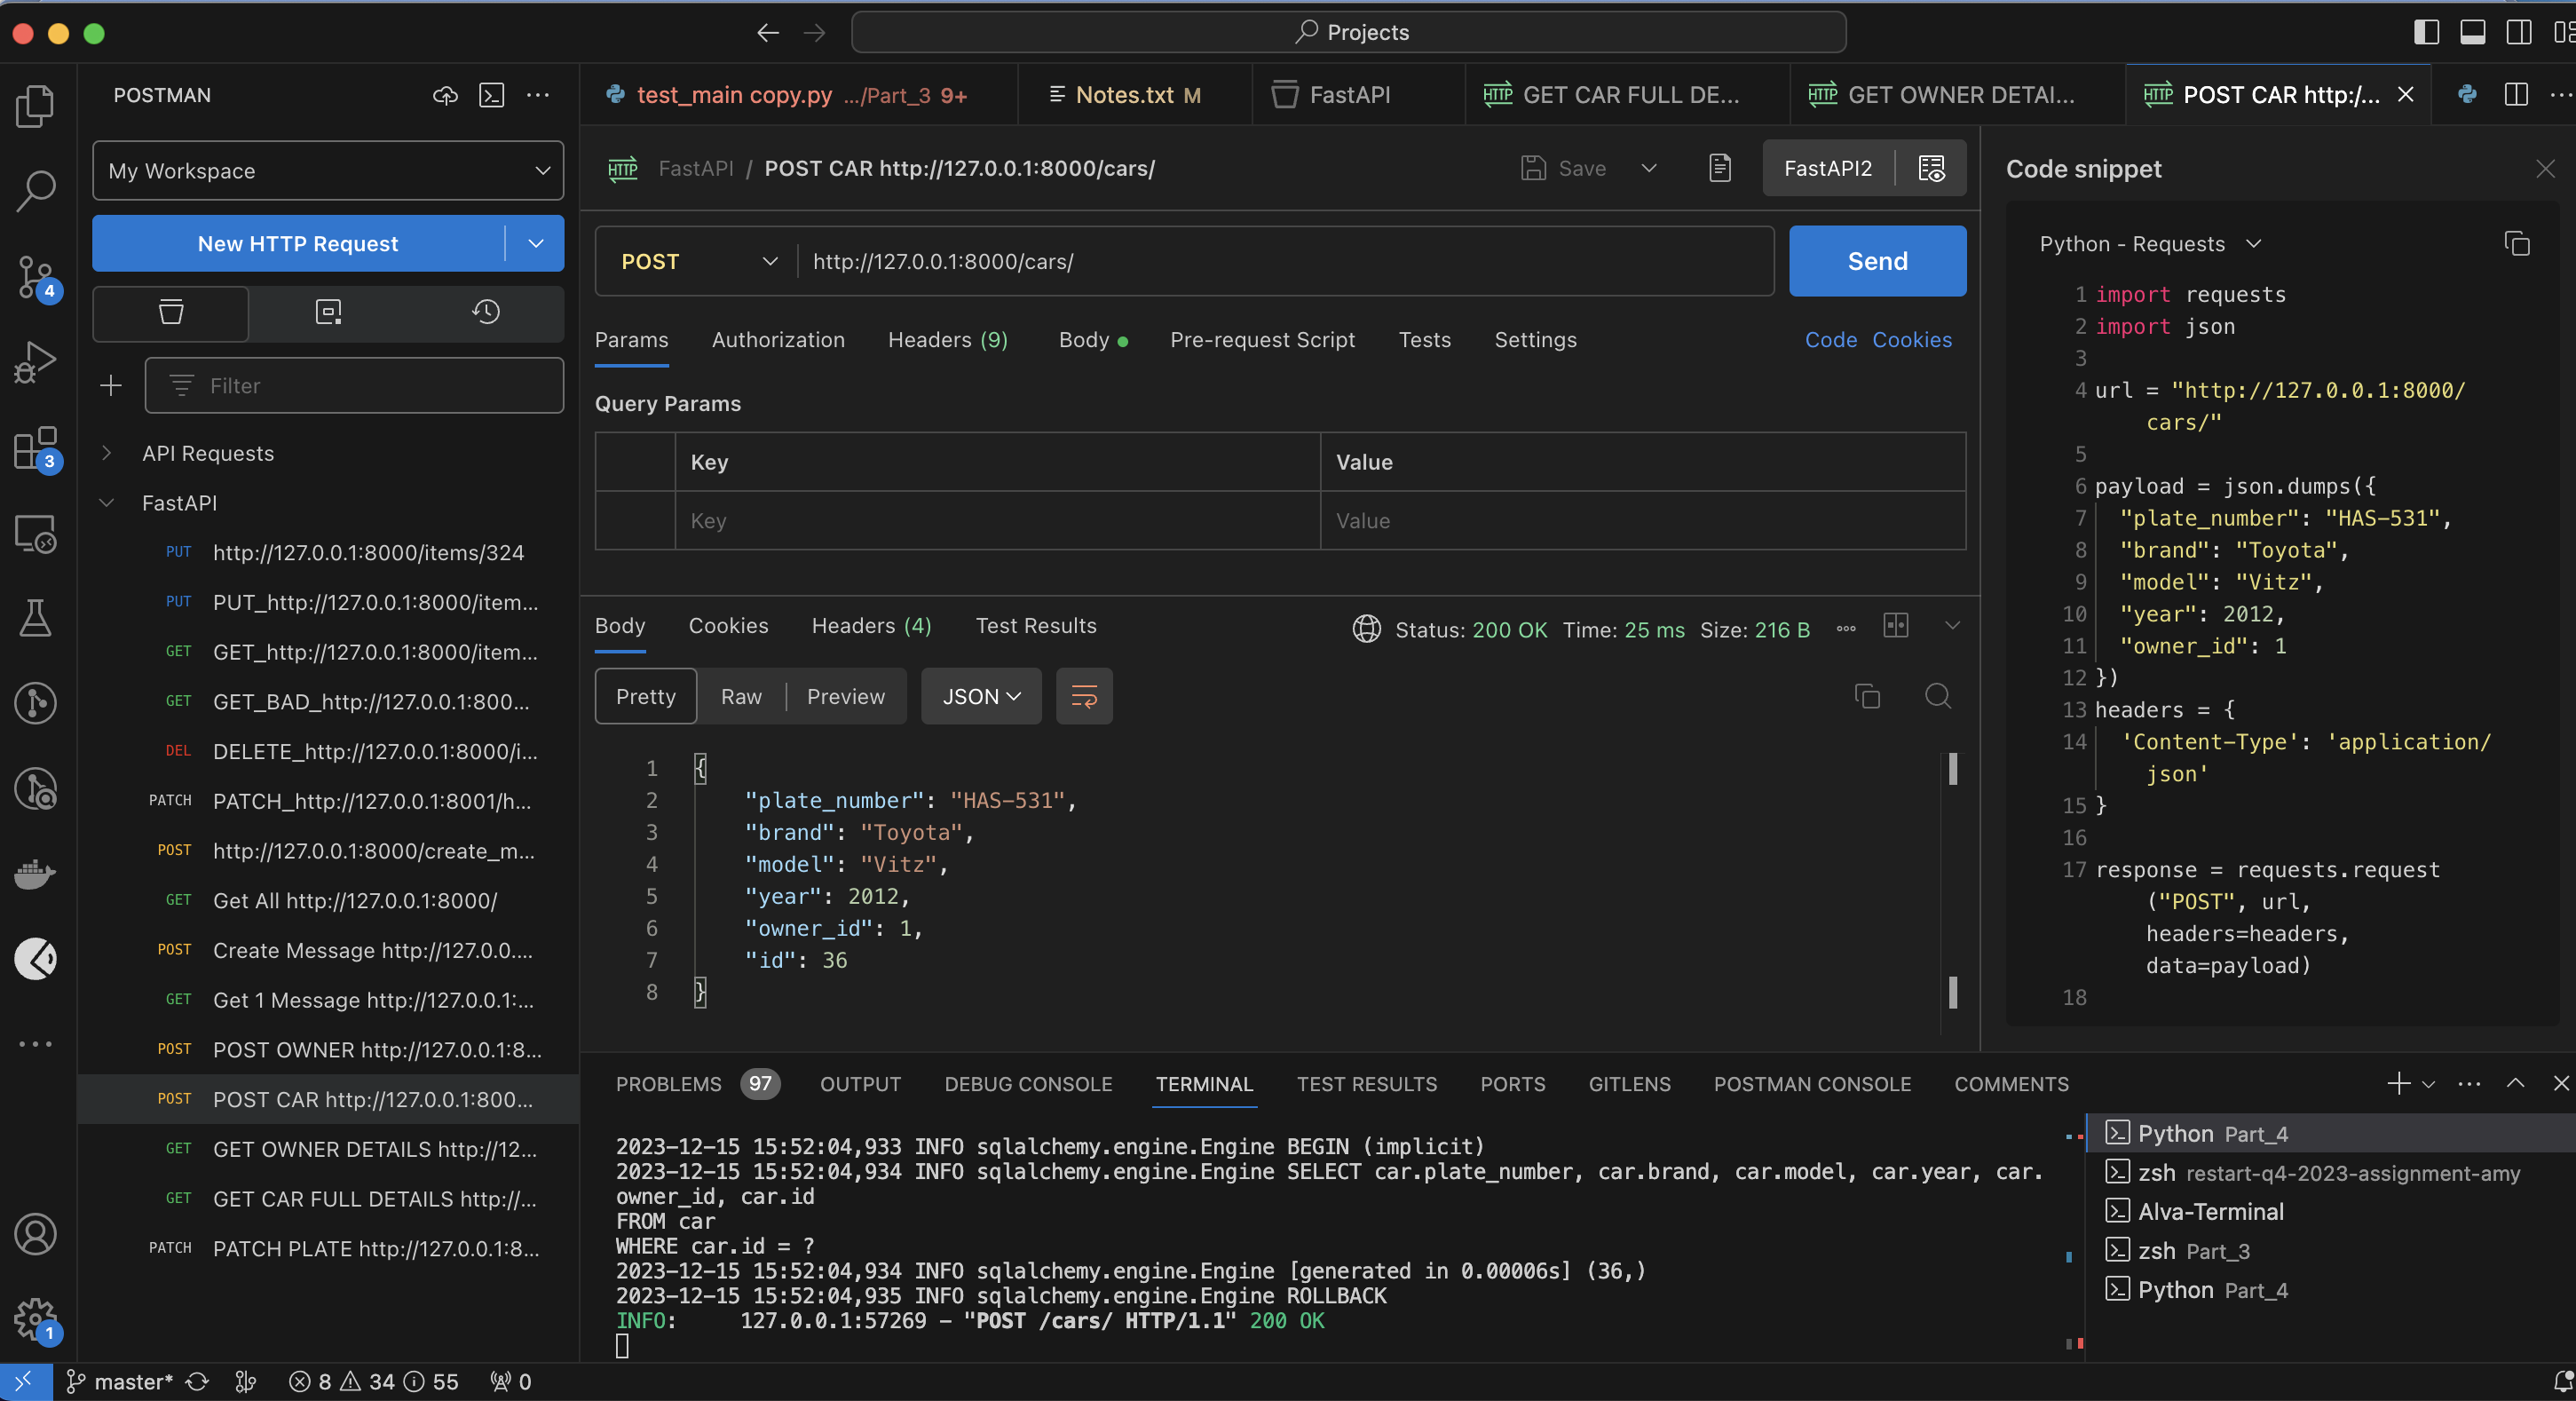 Projects
POSTMAN
My Workspace
New HTTP Request
Filter
API Requests
FastAPI
PUT http://127.0.0.1:8000/items/324
PUT PUT_http://127.0.0.1:8000/item...
GET GET_http://127.0.0.1:8000/item...
GET GET_BAD_http://127.0.0.1:800...
DEL DELETE_http://127.0.0.1:8000/i...
PATCH PATCH_http://127.0.0.1:8001/h...
POST http://127.0.0.1:8000/create_m...
GET Get All http://127.0.0.1:8000/
POST Create Message http://127.0.0....
GET Get 1 Message http://127.0.0.1:...
POST POST OWNER http://127.0.0.1:8...
POST POST CAR http://127.0.0.1:800...
GET GET OWNER DETAILS http://12...
GET GET CAR FULL DETAILS http://...
PATCH PATCH PLATE http://127.0.0.1:8...
4
3
1
test_main copy.py .../Part_3 9+
Notes.txt M
FastAPI
HTTP GET CAR FULL DE...
HTTP GET OWNER DETAI...
HTTP POST CAR http:/...
HTTP FastAPI / POST CAR http://127.0.0.1:8000/cars/
Save
FastAPI2
POST http://127.0.0.1:8000/cars/
Send
Params Authorization Headers (9) Body Pre-request Script Tests Settings Code Cookies
Query Params
Key Value
Key Value
Body Cookies Headers (4) Test Results Status: 200 OK Time: 25 ms Size: 216 B
Pretty Raw Preview JSON
1 {
2 "plate_number": "HAS-531",
3 "brand": "Toyota",
4 "model": "Vitz",
5 "year": 2012,
6 "owner_id": 1,
7 "id": 36
8 }
Code snippet
Python - Requests
1 import requests
2 import json
3
4 url = "http://127.0.0.1:8000/
cars/"
5
6 payload = json.dumps({
7 "plate_number": "HAS-531",
8 "brand": "Toyota",
9 "model": "Vitz",
10 "year": 2012,
11 "owner_id": 1
12 })
13 headers = {
14 'Content-Type': 'application/
json'
15 }
16
17 response = requests.request
("POST", url,
headers=headers,
data=payload)
18
PROBLEMS 97 OUTPUT DEBUG CONSOLE TERMINAL TEST RESULTS PORTS GITLENS POSTMAN CONSOLE COMMENTS
2023-12-15 15:52:04,933 INFO sqlalchemy.engine.Engine BEGIN (implicit)
2023-12-15 15:52:04,934 INFO sqlalchemy.engine.Engine SELECT car.plate_number, car.brand, car.model, car.year, car.
owner_id, car.id
FROM car
WHERE car.id = ?
2023-12-15 15:52:04,934 INFO sqlalchemy.engine.Engine [generated in 0.00006s] (36,)
2023-12-15 15:52:04,935 INFO sqlalchemy.engine.Engine ROLLBACK
INFO: 127.0.0.1:57269 - "POST /cars/ HTTP/1.1" 200 OK
Python Part_4
zsh restart-q4-2023-assignment-amy
Alva-Terminal
zsh Part_3
Python Part_4
master* 8 34 55 0